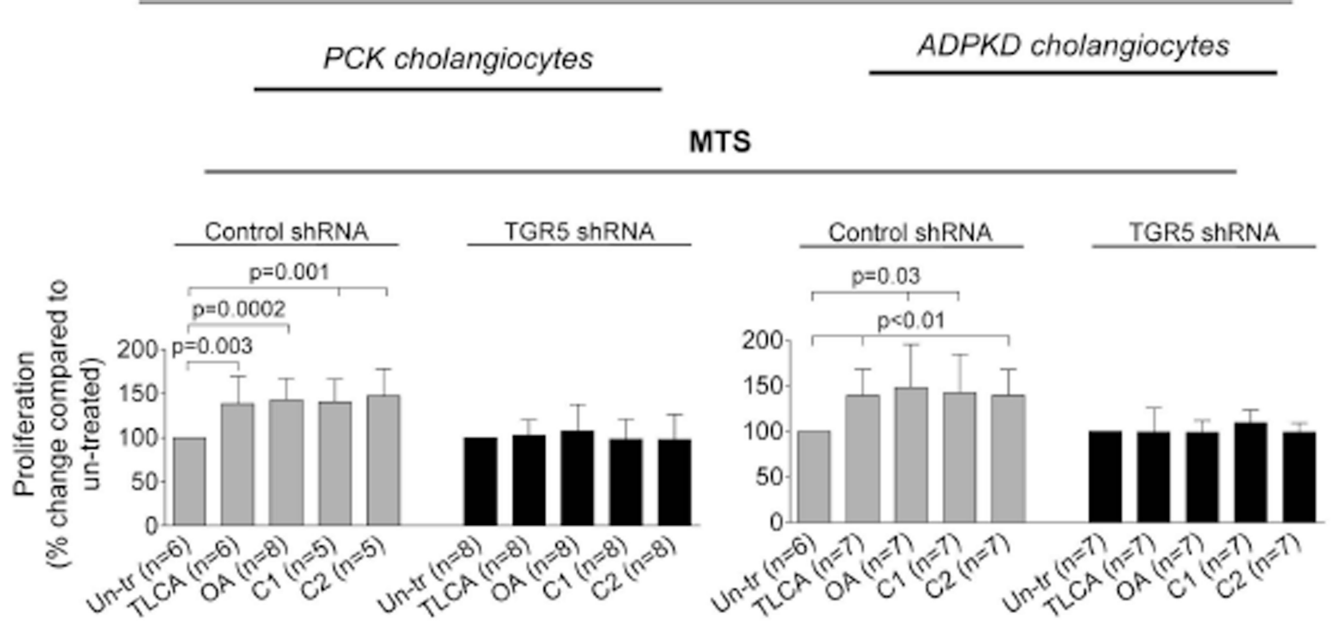 PCK cholangiocytes
ADPKD cholangiocytes
MTS
Control shRNA
TGR5 shRNA
Control shRNA
TGR5 shRNA
p=0.001
p=0.0002
p=0.003
p=0.03
p<0.01
Proliferation
(% change compared to
un-treated)
200
150
100
50
0
200
150
100
50
0
Un-tr (n=6)
TLCA (n=6)
OA (n=8)
C1 (n=5)
C2 (n=5)
Un-tr (n=8)
TLCA (n=8)
OA (n=8)
C1 (n=8)
C2 (n=8)
Un-tr (n=6)
TLCA (n=7)
OA (n=7)
C1 (n=7)
C2 (n=7)
Un-tr (n=7)
TLCA (n=7)
OA (n=7)
C1 (n=7)
C2 (n=7)